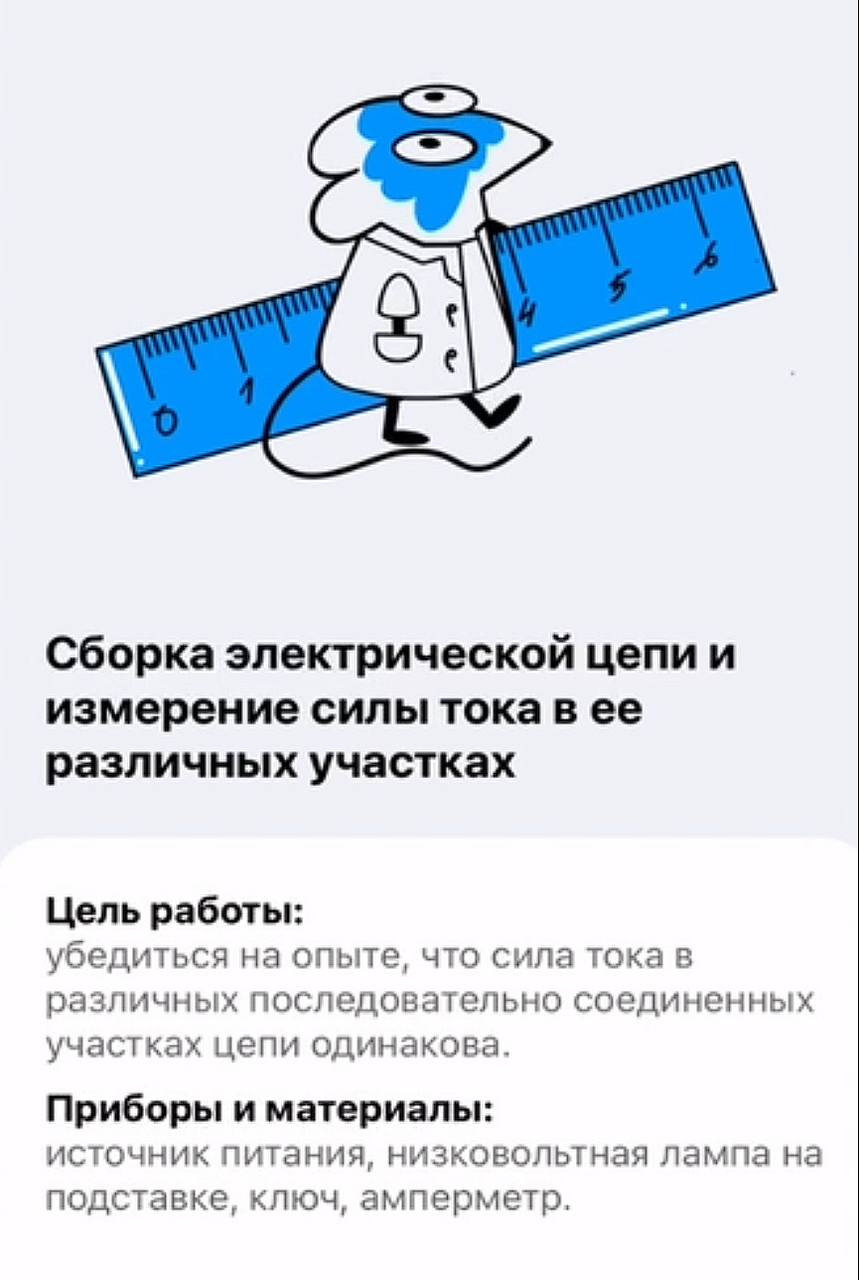 0 1 4 5 6
Сборка электрической цепи и
измерение силы тока в ее
различных участках
Цель работы:
убедиться на опыте, что сила тока в
различных последовательно соединенных
участках цепи одинакова.
Приборы и материалы:
источник питания, низковольтная лампа на
подставке, ключ, амперметр.